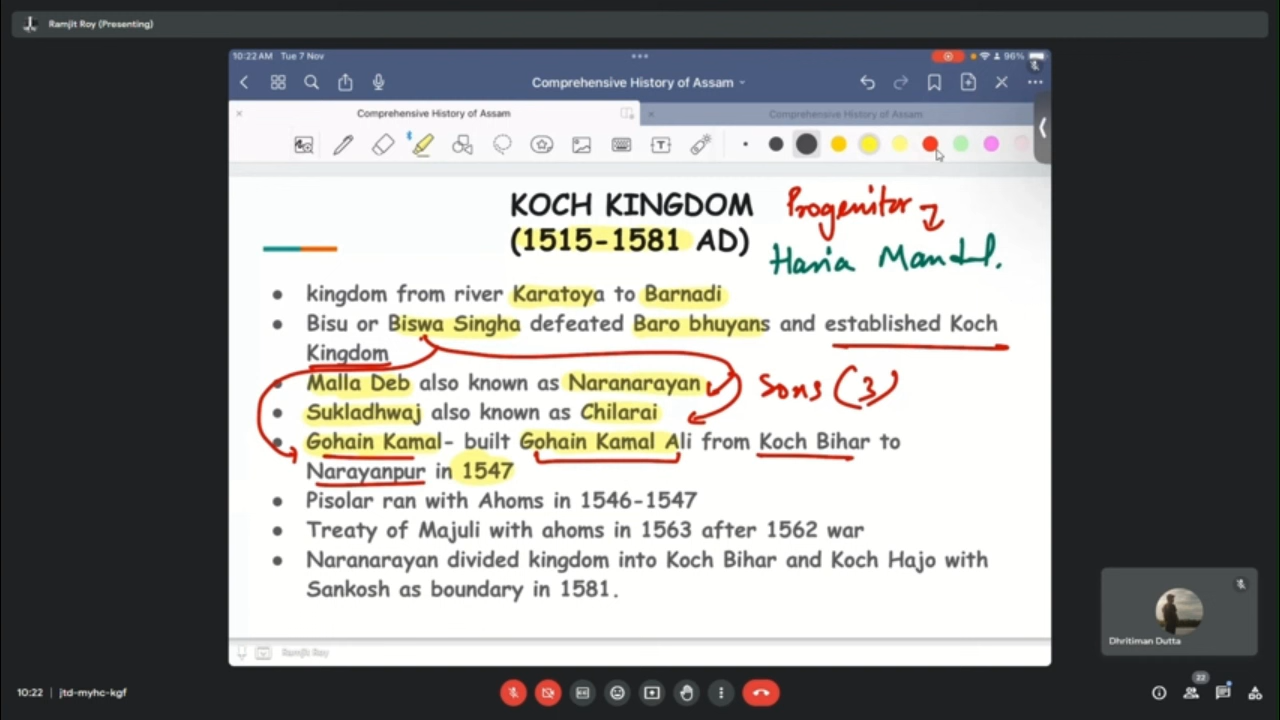 Ramjit Roy (Presenting)
10:22 AM Tue 7 Nov
96%
Comprehensive History of Assam
Comprehensive History of Assam
Comprehensive History of Assam
KOCH KINGDOM
(1515-1581 AD)
Progenitor
Haria Mandal.
• kingdom from river Karatoya to Barnadi
• Bisu or Biswa Singha defeated Baro bhuyans and established Koch
Kingdom
• Malla Deb also known as Naranarayan
Sons (3)
• Sukladhwaj also known as Chilarai
• Gohain Kamal- built Gohain Kamal Ali from Koch Bihar to
Narayanpur in 1547
• Pisolar ran with Ahoms in 1546-1547
• Treaty of Majuli with ahoms in 1563 after 1562 war
• Naranarayan divided kingdom into Koch Bihar and Koch Hajo with
Sankosh as boundary in 1581.
Ramjit Roy
Dhritiman Dutta
10:22 | jtd-myhc-kgf
22